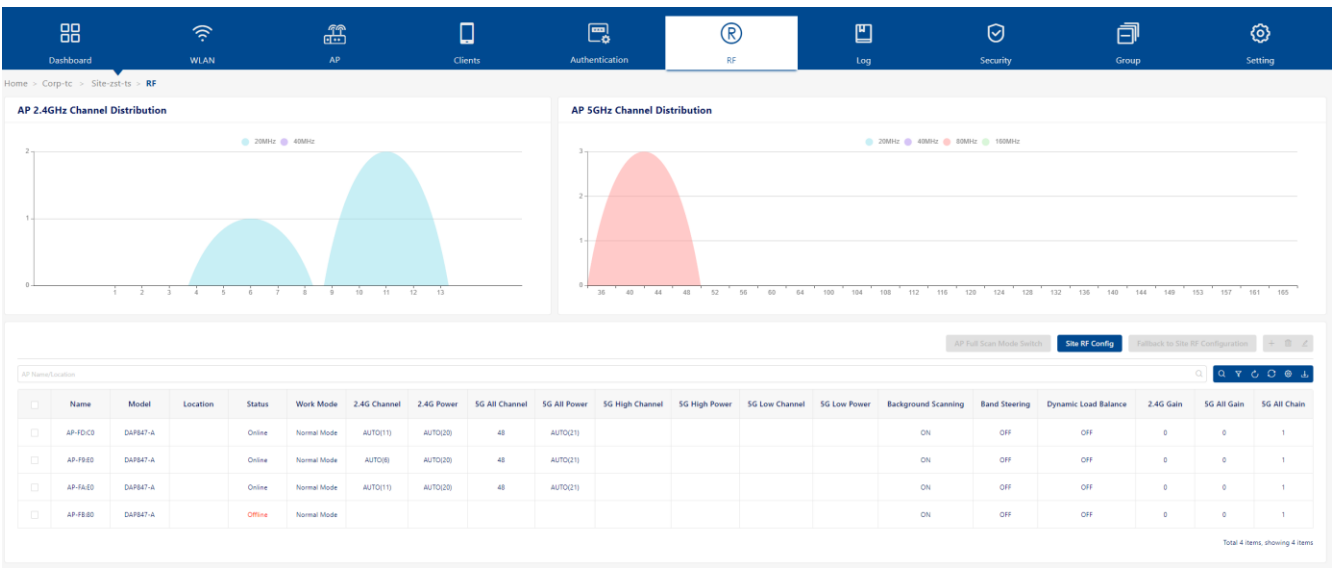 Dashboard WLAN AP Clients Authentication RF Log Security Group Setting
Home > Corp-tc > Site-zst-ts > RF
AP 2.4GHz Channel Distribution
20MHz 40MHz
2
1
0
1 2 3 4 5 6 7 8 9 10 11 12 13
AP 5GHz Channel Distribution
20MHz 40MHz 80MHz 160MHz
3
2
1
0
36 40 44 48 52 56 60 64 100 104 108 112 116 120 124 128 132 136 140 144 149 153 157 161 165
AP Full Scan Mode Switch Site RF Config Fallback to Site RF Configuration
AP Name/Location
Name Model Location Status Work Mode 2.4G Channel 2.4G Power 5G All Channel 5G All Power 5G High Channel 5G High Power 5G Low Channel 5G Low Power Background Scanning Band Steering Dynamic Load Balance 2.4G Gain 5G All Gain 5G All Chain
AP-FD:C0 DAP847-A Online Normal Mode AUTO(11) AUTO(20) 48 AUTO(21) ON OFF OFF 0 0 1
AP-F9:E0 DAP847-A Online Normal Mode AUTO(6) AUTO(20) 48 AUTO(21) ON OFF OFF 0 0 1
AP-FA:E0 DAP847-A Online Normal Mode AUTO(11) AUTO(20) 48 AUTO(21) ON OFF OFF 0 0 1
AP-FB:80 DAP847-A Offline Normal Mode ON OFF OFF 0 0 1
Total 4 items, showing 4 items